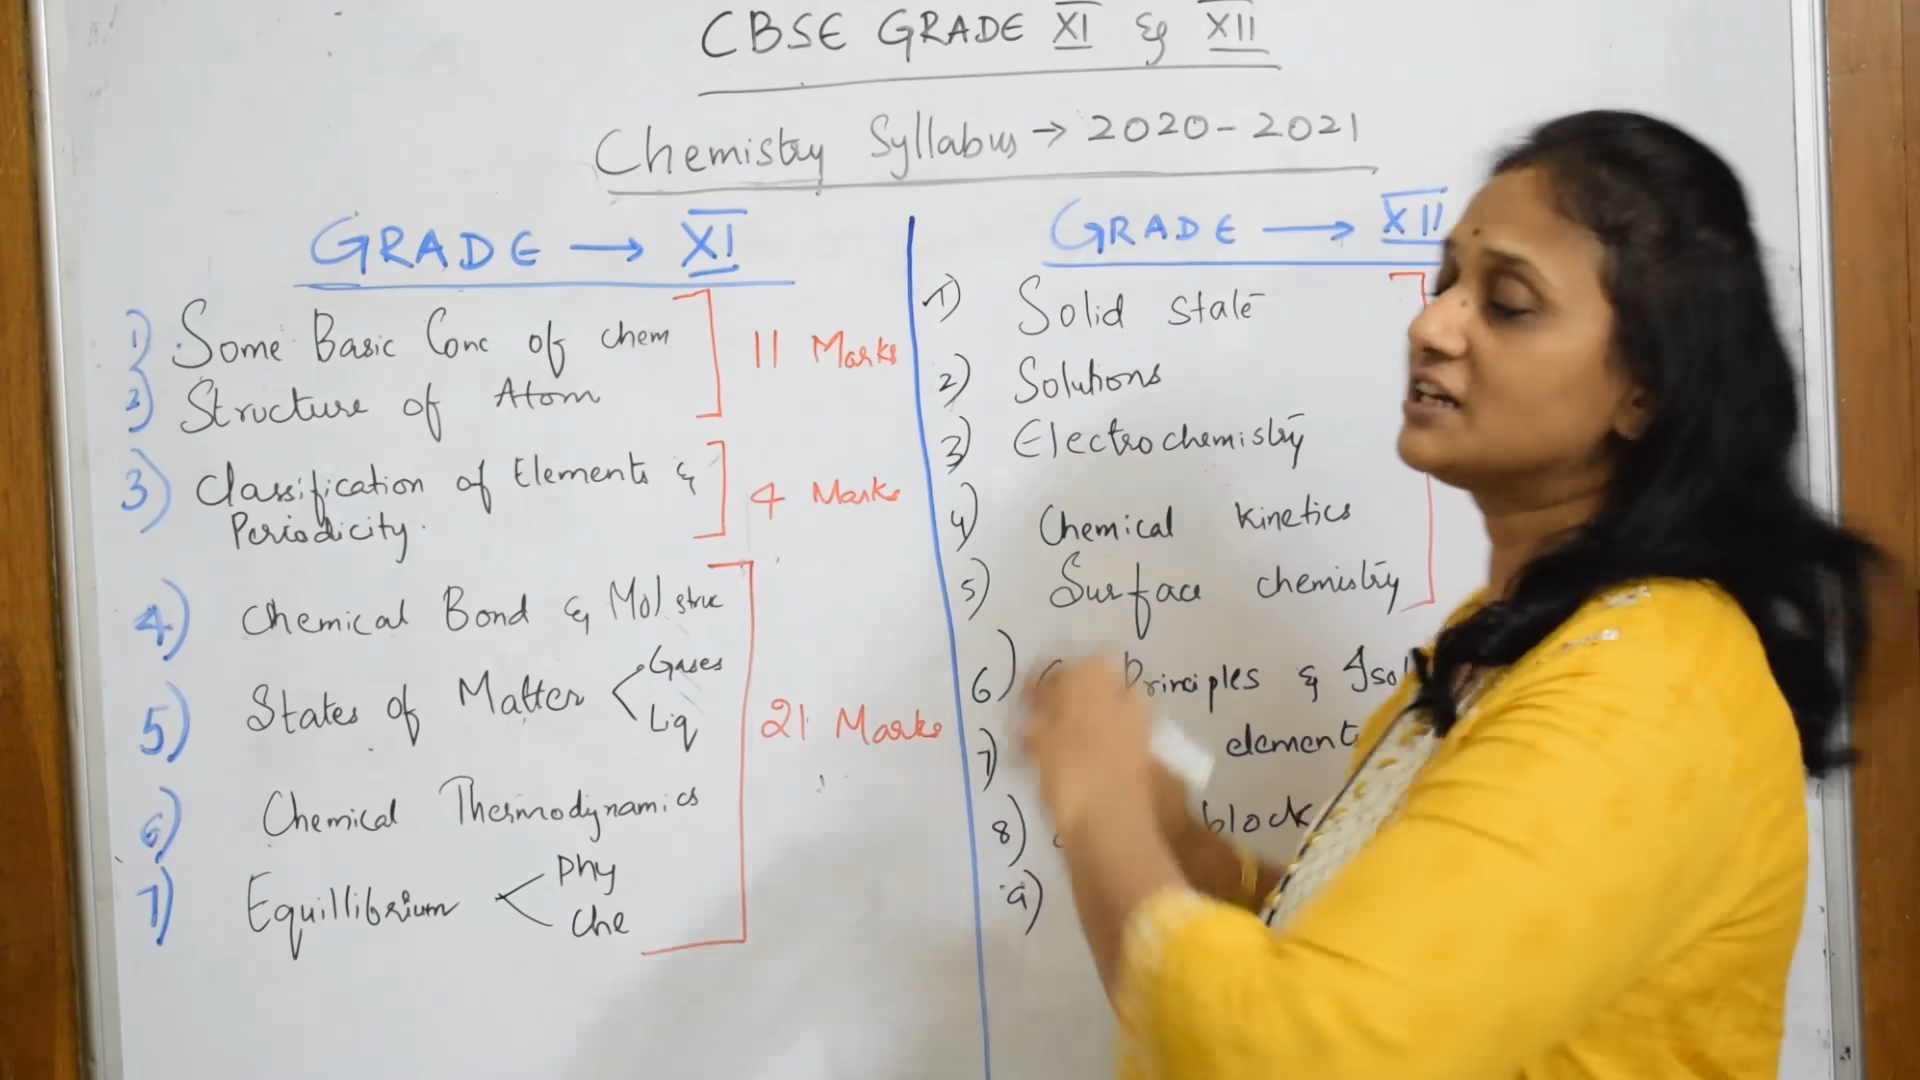 CBSE GRADE XI & XII
Chemistry Syllabus → 2020-2021
GRADE → XI
1) Some Basic Conc of chem
2) Structure of Atom
11 Marks
3) Classification of Elements &
Periodicity.
4 Marks
4) Chemical Bond & Mol struc
5) States of Matter < Gases
Liq
6) Chemical Thermodynamics
7) Equillibrium < Phy
Che
21 Marks
GRADE → XII
1) Solid state
2) Solutions
3) Electrochemistry
4) Chemical kinetics
5) Surface chemistry
6) Principles &
7) element
8) block
9)